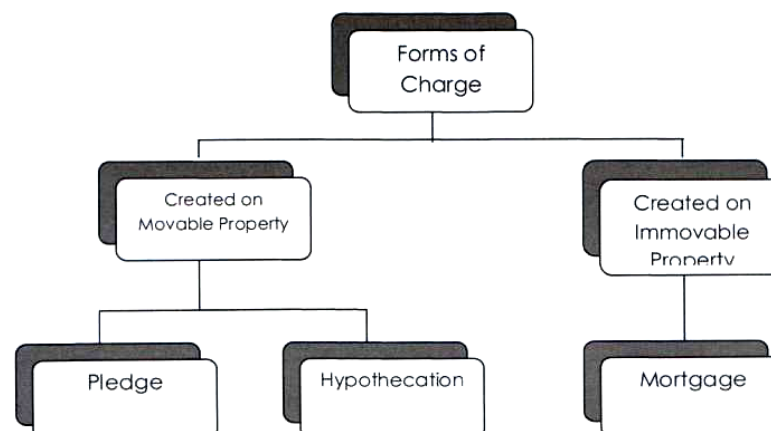 Forms of
Charge
Created on
Movable Property
Created on
Immovable
Property
Pledge
Hypothecation
Mortgage